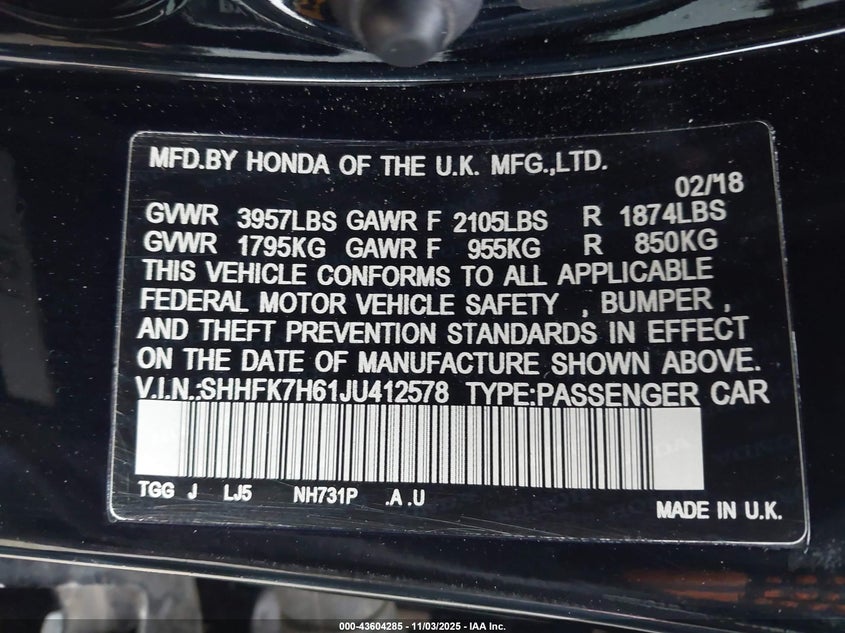 MFD.BY HONDA OF THE U.K. MFG.,LTD.
02/'18
GVWR 3957LBS GAWR F 2105LBS R 1874LBS
GVWR 1795KG GAWR F 955KG R 850KG
THIS VEHICLE CONFORMS TO ALL APPLICABLE
FEDERAL MOTOR VEHICLE SAFETY , BUMPER ,
AND THEFT PREVENTION STANDARDS IN EFFECT
ON THE DATE OF MANUFACTURE SHOWN ABOVE.
V.I.N.:SHHFK7H61JU412578 TYPE:PASSENGER CAR
TGG J LJ5 NH731P .A .U
MADE IN U.K.
000-43604285 - 11/03/2025 - IAA Inc.